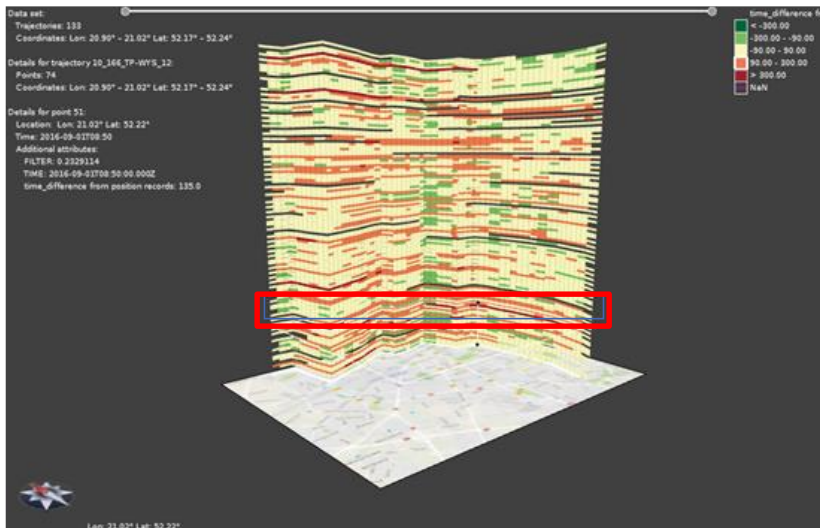 Data set:
Trajectories: 133
Coordinates: Lon: 20.90° - 21.02° Lat: 52.17° - 52.24°
Details for trajectory 10_166_TP-WYS_12:
Points: 74
Coordinates: Lon: 20.90° - 21.02° Lat: 52.17° - 52.24°
Details for point 51:
Location: Lon: 21.02° Lat: 52.22°
Time: 2016-09-01T08:50
Additional attributes:
FILTER: 0.2329114
TIME: 2016-09-01T08:50:00.000Z
time_difference from position records: 135.0
time_difference fr
< -300.00
-300.00 - -90.00
-90.00 - 90.00
90.00 - 300.00
> 300.00
NaN
Lon: 21.02° Lat: 52.22°